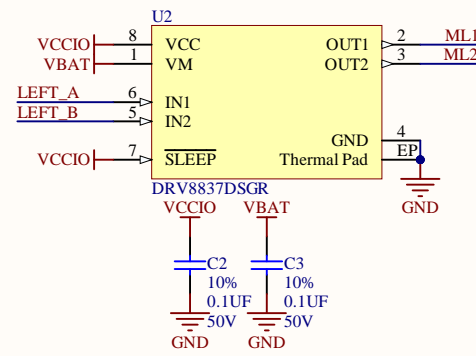 U2
VCCIO 8 VCC OUT1 2 ML1
VBAT 1 VM OUT2 3 ML2
LEFT_A 6 IN1
LEFT_B 5 IN2
GND 4
VCCIO 7 SLEEP Thermal Pad EP
DRV8837DSGR
GND
VCCIO VBAT
C2 C3
10% 10%
0.1UF 0.1UF
50V 50V
GND GND